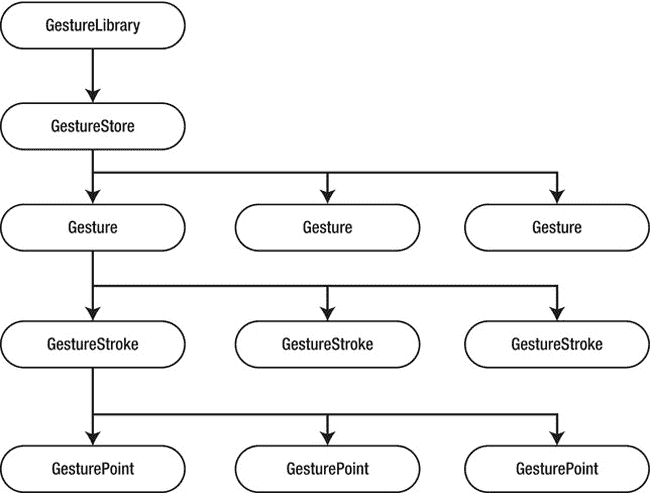 GestureLibrary
GestureStore
Gesture
Gesture
Gesture
GestureStroke
GestureStroke
GestureStroke
GesturePoint
GesturePoint
GesturePoint